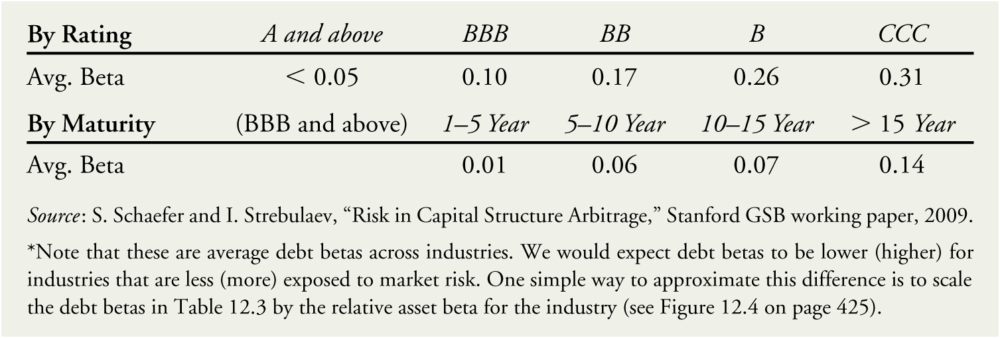 By Rating A and above BBB BB B CCC
Avg. Beta < 0.05 0.10 0.17 0.26 0.31
By Maturity (BBB and above) 1–5 Year 5–10 Year 10–15 Year > 15 Year
Avg. Beta 0.01 0.06 0.07 0.14
Source: S. Schaefer and I. Strebulaev, “Risk in Capital Structure Arbitrage,” Stanford GSB working paper, 2009.
*Note that these are average debt betas across industries. We would expect debt betas to be lower (higher) for
industries that are less (more) exposed to market risk. One simple way to approximate this difference is to scale
the debt betas in Table 12.3 by the relative asset beta for the industry (see Figure 12.4 on page 425).